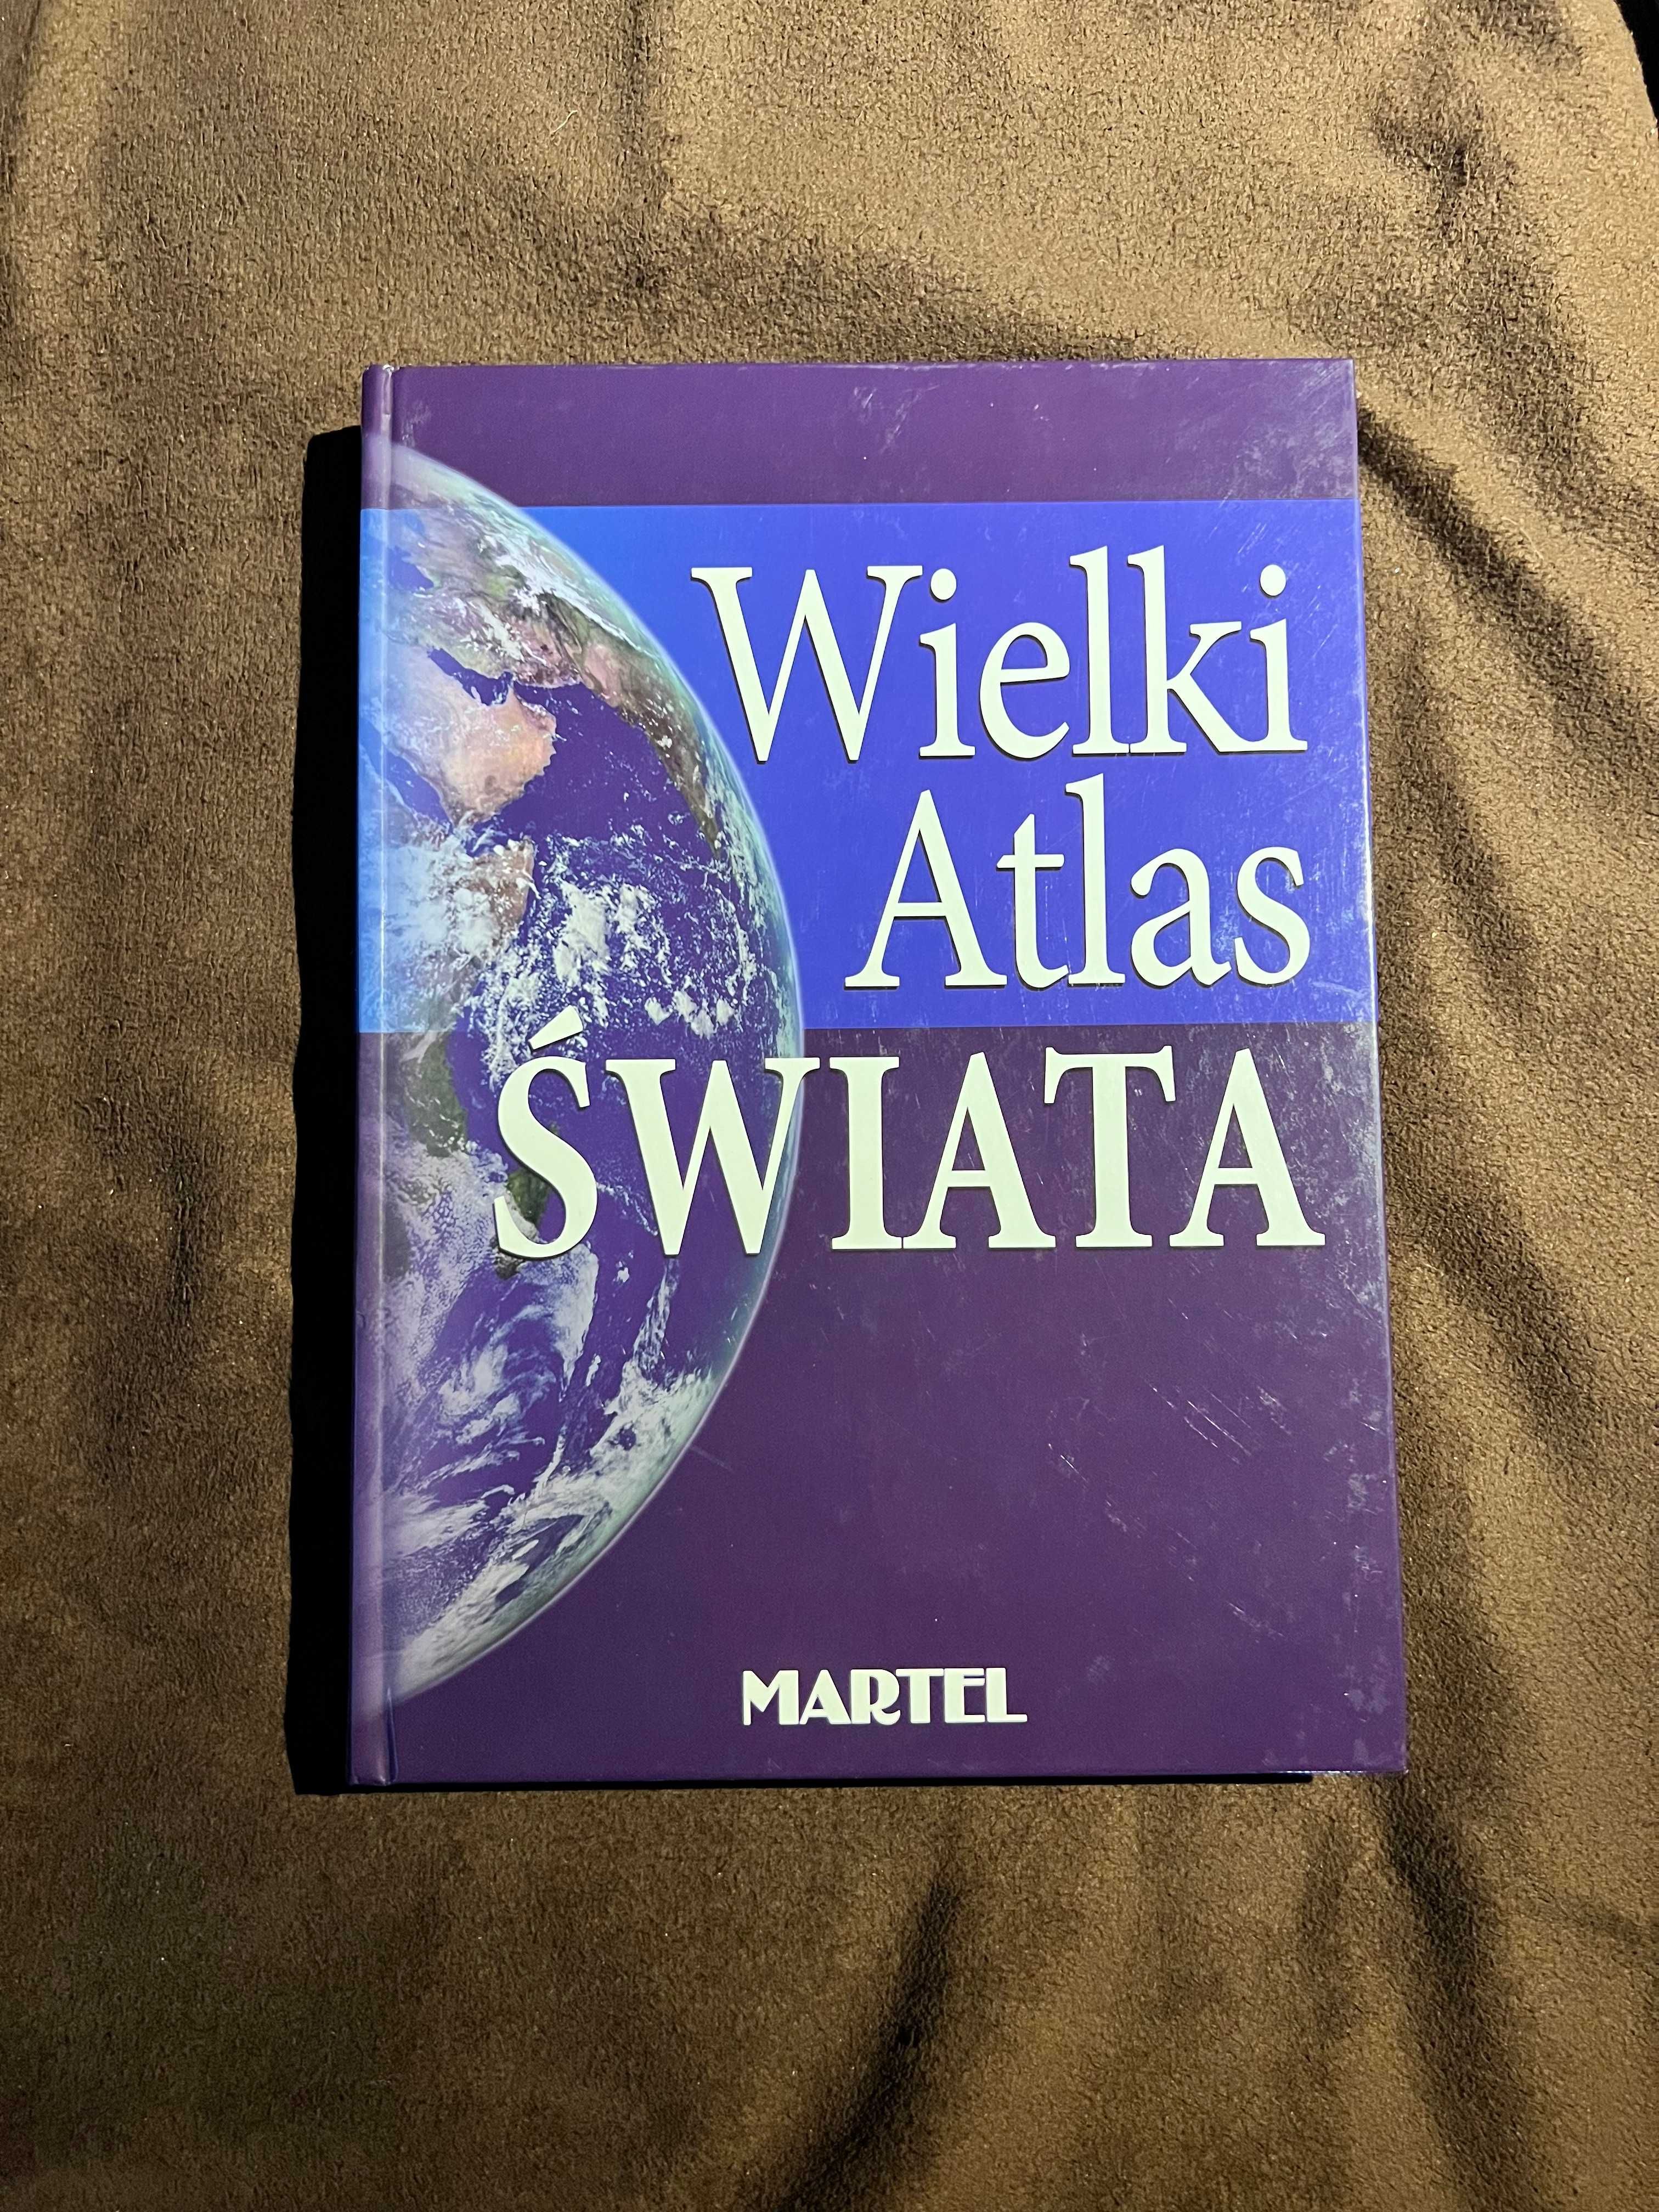 Wielki
Atlas
ŚWIATA
MARTEL